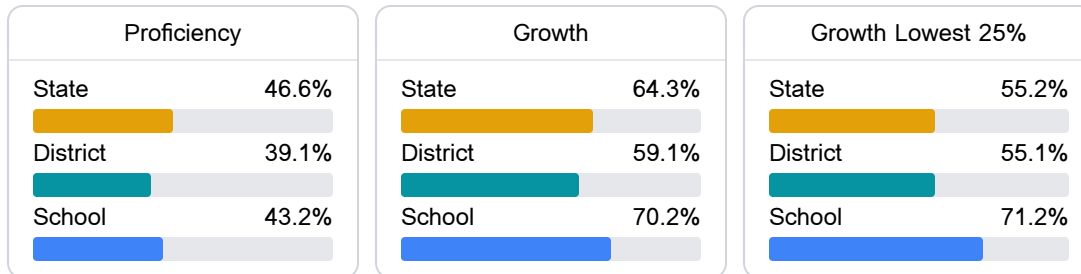 Proficiency
State 46.6%
District 39.1%
School 43.2%
Growth
State 64.3%
District 59.1%
School 70.2%
Growth Lowest 25%
State 55.2%
District 55.1%
School 71.2%